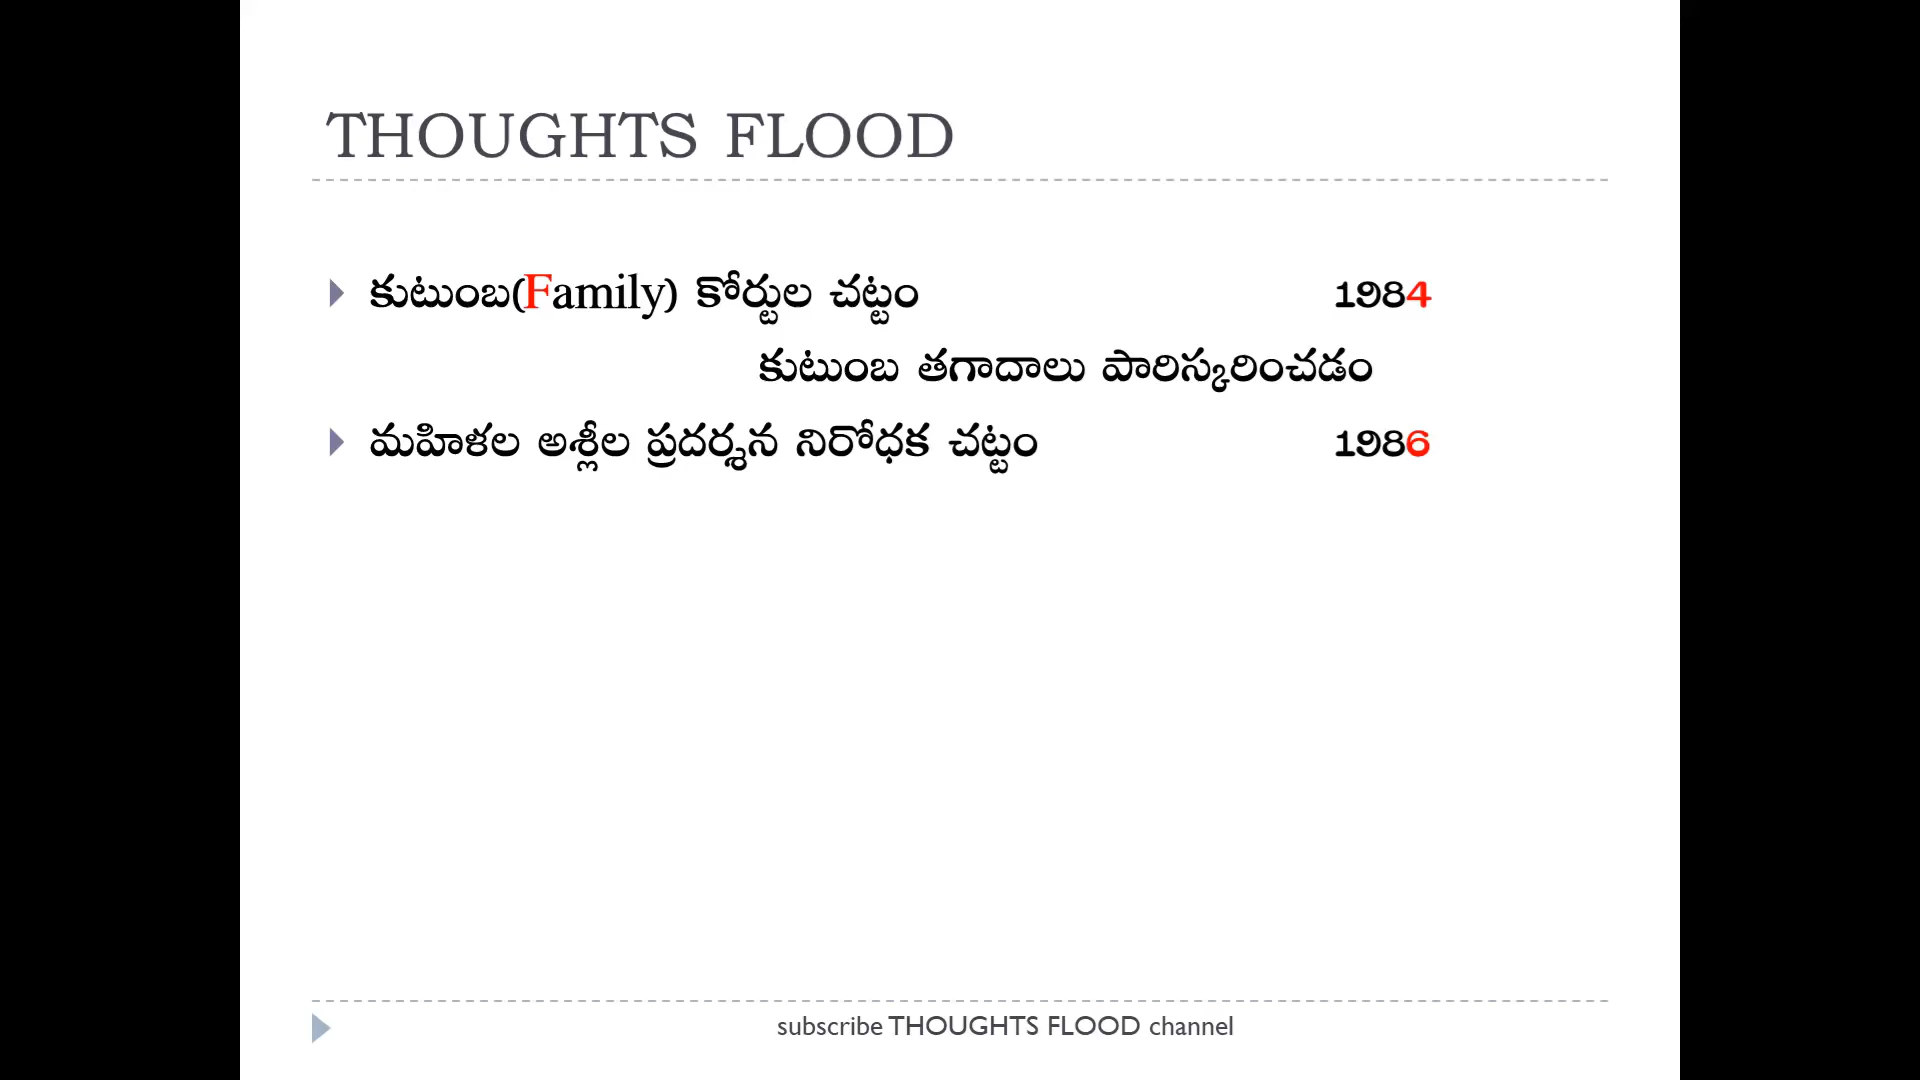 THOUGHTS FLOOD
కుటుంబ(Family) కోర్టుల చట్టం 1984
కుటుంబ తగాదాలు పారిస్కరించడం
మహిళల అశ్లీల ప్రదర్శన నిరోధక చట్టం 1986
subscribe THOUGHTS FLOOD channel